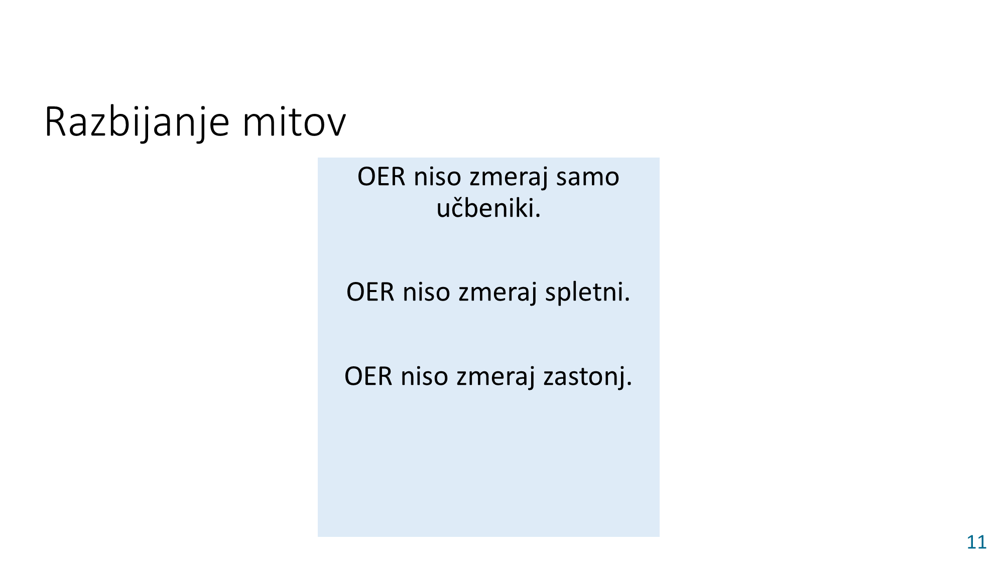 Razbijanje mitov
OER niso zmeraj samo
učbeniki.
OER niso zmeraj spletni.
OER niso zmeraj zastonj.
11